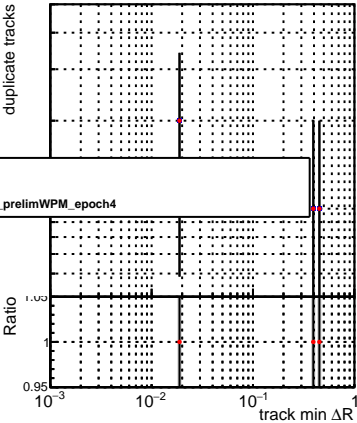 duplicate tracks
_prelimWPM_epoch4
1.05
Ratio
1
0.95
10⁻³ 10⁻² 10⁻¹ 1
track min ΔR